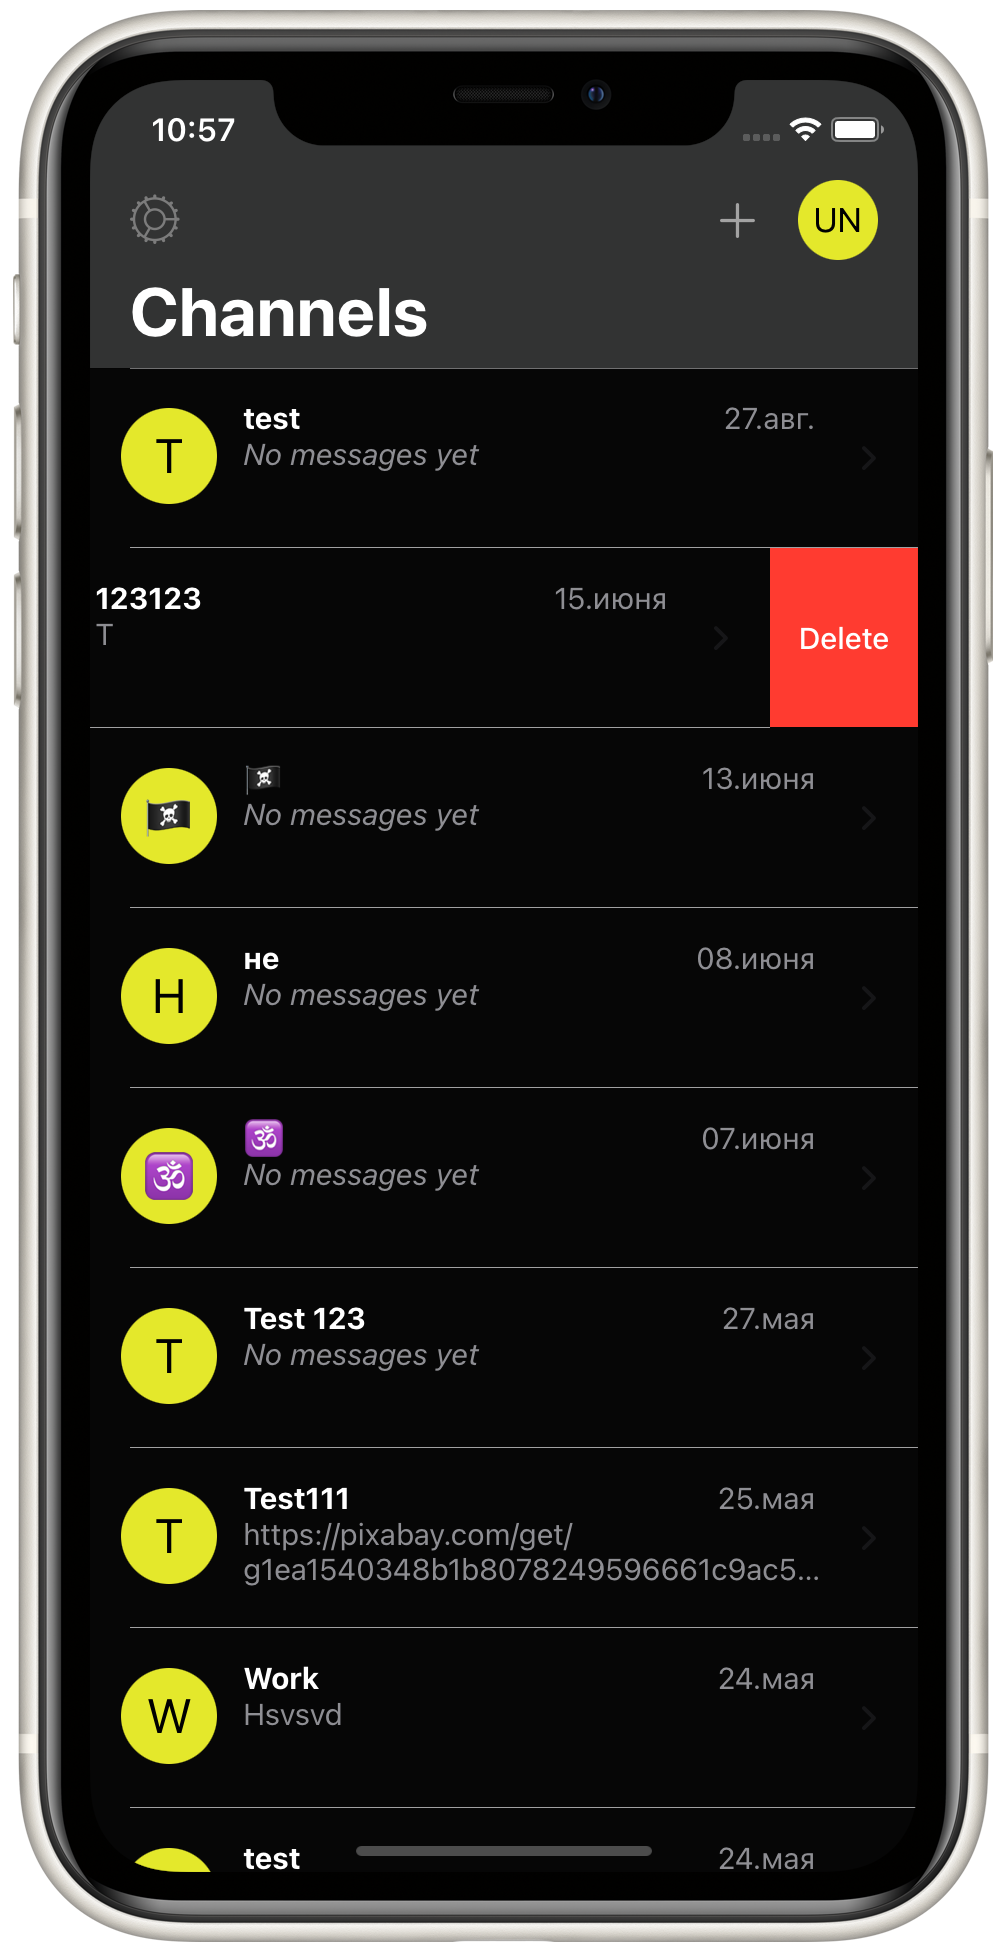 10:57
UN
Channels
T
test
27.авг.
No messages yet
123123
15.июня
T
Delete
🏴‍☠️
🏴‍☠️
13.июня
No messages yet
Н
не
08.июня
No messages yet
🕉
🕉
07.июня
No messages yet
T
Test 123
27.мая
No messages yet
T
Test111
25.мая
https://pixabay.com/get/
g1ea1540348b1b8078249596661c9ac5...
W
Work
24.мая
Hsvsvd
test
24.мая